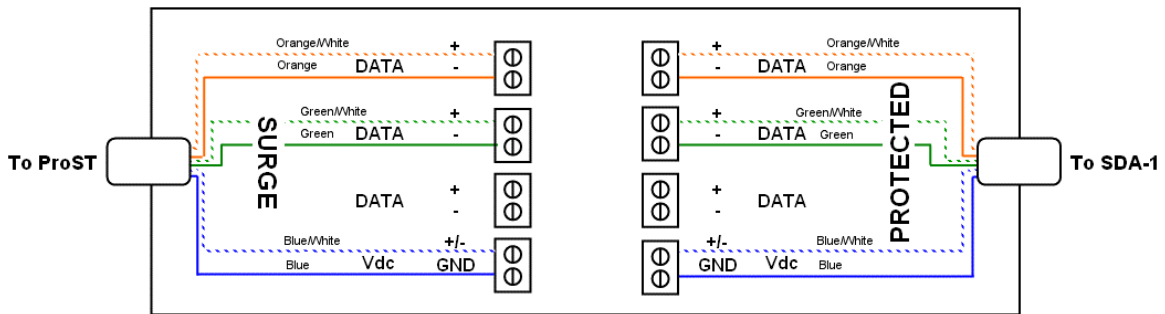 Orange/White + + Orange/White
Orange DATA - - DATA Orange
Green/White + + Green/White
Green DATA - - DATA Green
SURGE
PROTECTED
To ProST
To SDA-1
DATA + + DATA
- -
Blue/White +/- +/- Blue/White
Blue Vdc GND GND Vdc Blue